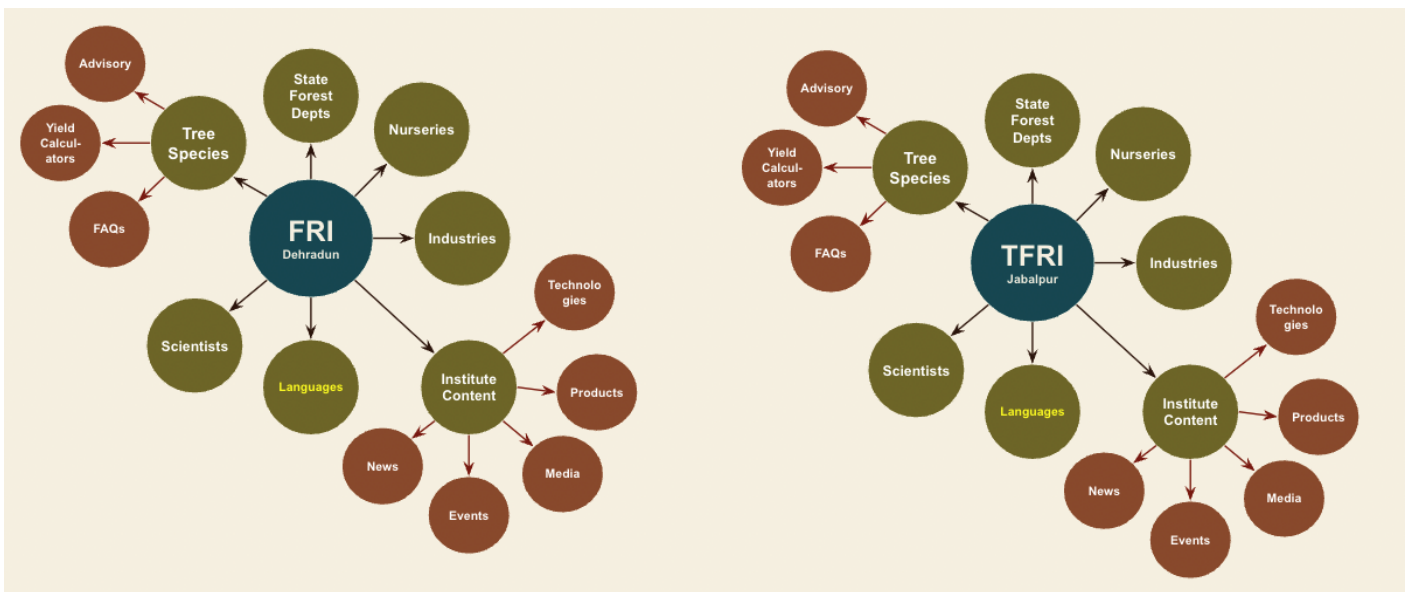 Advisory
State
Forest
Depts
Nurseries
Yield
Calcul-
ators
Tree
Species
FAQs
FRI
Dehradun
Industries
Technolo
gies
Scientists
Languages
Institute
Content
Products
News
Media
Events
Advisory
State
Forest
Depts
Nurseries
Yield
Calcul-
ators
Tree
Species
FAQs
TFRI
Jabalpur
Industries
Technolo
gies
Scientists
Languages
Institute
Content
Products
News
Media
Events